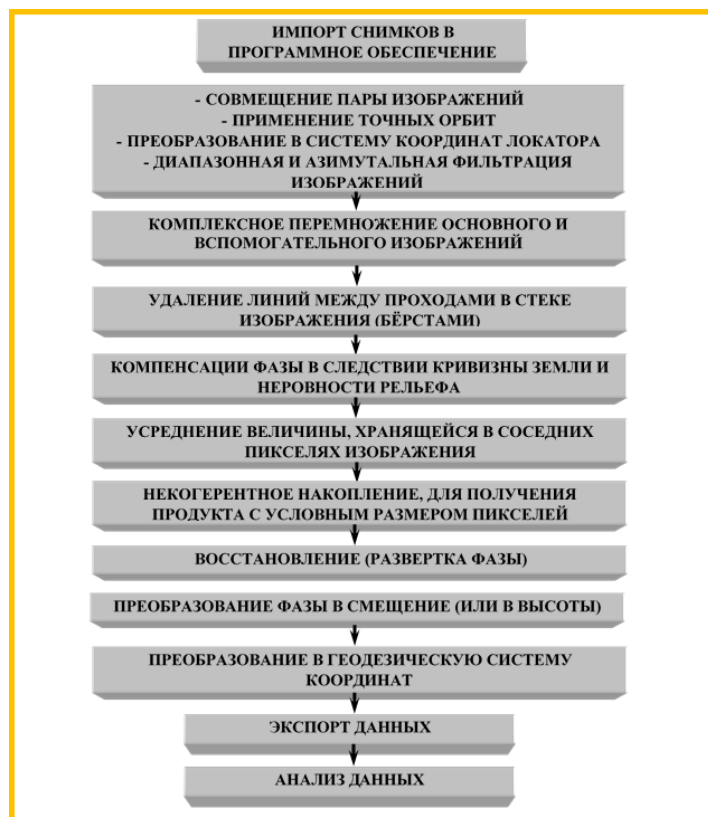 ИМПОРТ СНИМКОВ В
ПРОГРАММНОЕ ОБЕСПЕЧЕНИЕ
- СОВМЕЩЕНИЕ ПАРЫ ИЗОБРАЖЕНИЙ
- ПРИМЕНЕНИЕ ТОЧНЫХ ОРБИТ
- ПРЕОБРАЗОВАНИЕ В СИСТЕМУ КООРДИНАТ ЛОКАТОРА
- ДИАПАЗОННАЯ И АЗИМУТАЛЬНАЯ ФИЛЬТРАЦИЯ
ИЗОБРАЖЕНИЙ
КОМПЛЕКСНОЕ ПЕРЕМНОЖЕНИЕ ОСНОВНОГО И
ВСПОМОГАТЕЛЬНОГО ИЗОБРАЖЕНИЙ
УДАЛЕНИЕ ЛИНИЙ МЕЖДУ ПРОХОДАМИ В СТЕКЕ
ИЗОБРАЖЕНИЯ (БЁРСТАМИ)
КОМПЕНСАЦИИ ФАЗЫ В СЛЕДСТВИИ КРИВИЗНЫ ЗЕМЛИ И
НЕРОВНОСТИ РЕЛЬЕФА
УСРЕДНЕНИЕ ВЕЛИЧИНЫ, ХРАНЯЩЕЙСЯ В СОСЕДНИХ
ПИКСЕЛЯХ ИЗОБРАЖЕНИЯ
НЕКОГЕРЕНТНОЕ НАКОПЛЕНИЕ, ДЛЯ ПОЛУЧЕНИЯ
ПРОДУКТА С УСЛОВНЫМ РАЗМЕРОМ ПИКСЕЛЕЙ
ВОССТАНОВЛЕНИЕ (РАЗВЕРТКА ФАЗЫ)
ПРЕОБРАЗОВАНИЕ ФАЗЫ В СМЕЩЕНИЕ (ИЛИ В ВЫСОТЫ)
ПРЕОБРАЗОВАНИЕ В ГЕОДЕЗИЧЕСКУЮ СИСТЕМУ
КООРДИНАТ
ЭКСПОРТ ДАННЫХ
АНАЛИЗ ДАННЫХ